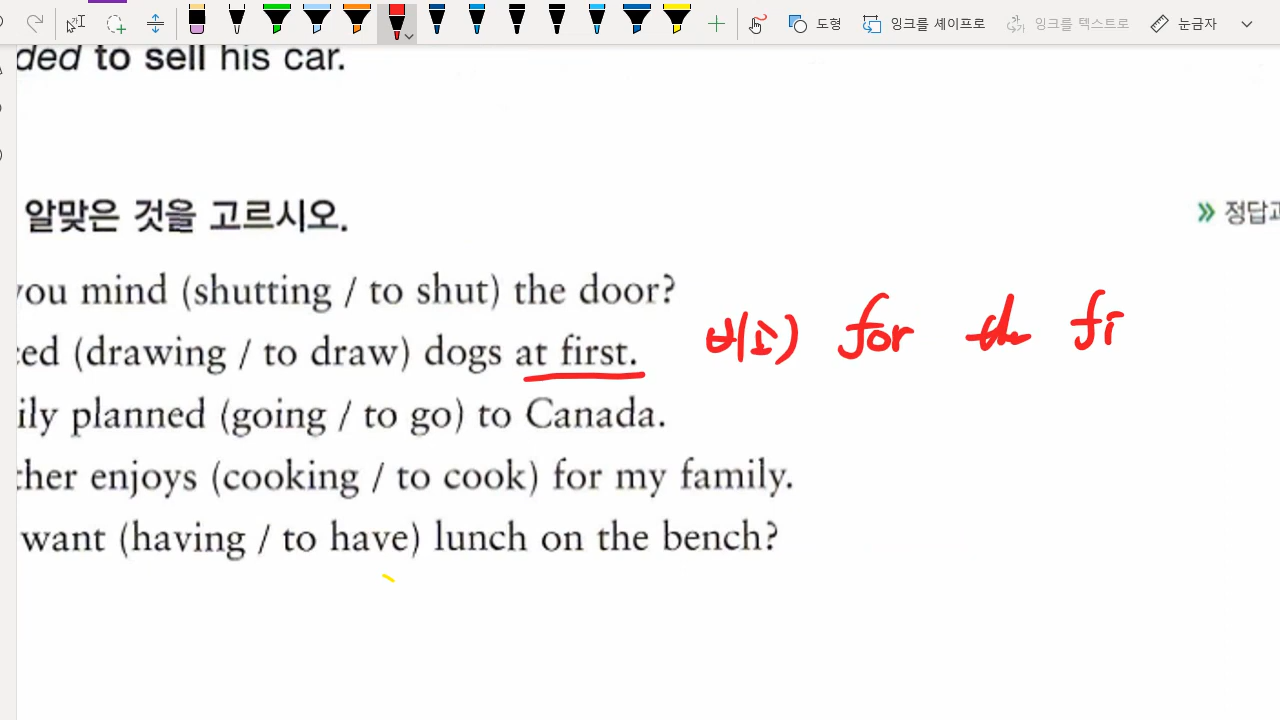 도형 잉크를 셰이프로 잉크를 텍스트로 눈금자
ded to sell his car.
알맞은 것을 고르시오.
» 정답과
you mind (shutting / to shut) the door?
ced (drawing / to draw) dogs at first. 비교) for the fi
ily planned (going / to go) to Canada.
ther enjoys (cooking / to cook) for my family.
want (having / to have) lunch on the bench?